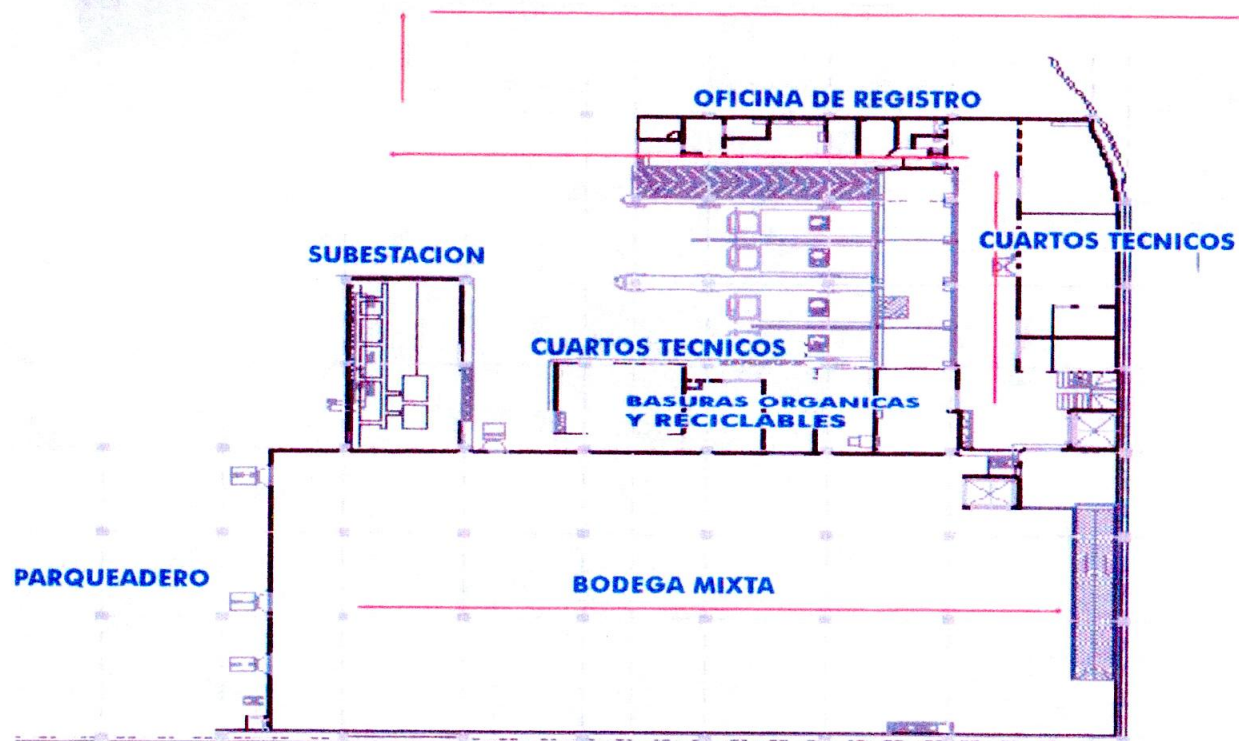 OFICINA DE REGISTRO
SUBESTACION
CUARTOS TECNICOS
CUARTOS TECNICOS
BASURAS ORGANICAS
Y RECICLABLES
PARQUEADERO
BODEGA MIXTA